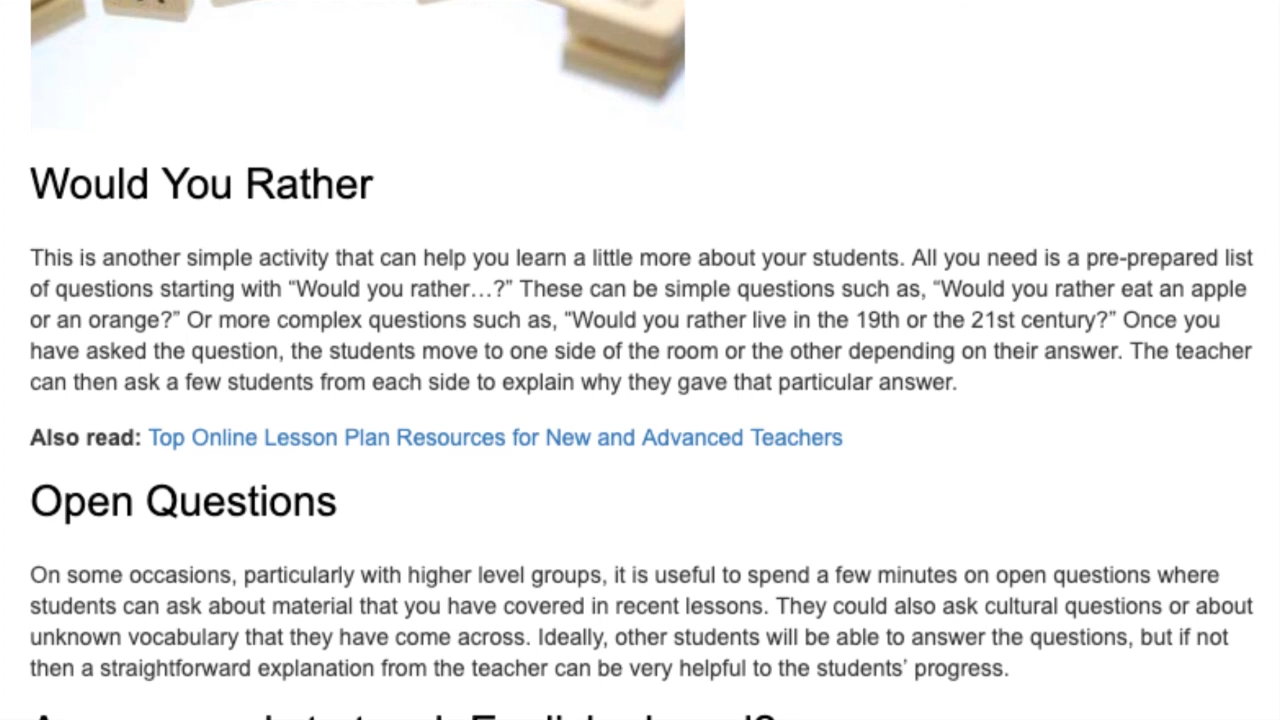 Would You Rather
This is another simple activity that can help you learn a little more about your students. All you need is a pre-prepared list
of questions starting with “Would you rather…?” These can be simple questions such as, “Would you rather eat an apple
or an orange?” Or more complex questions such as, “Would you rather live in the 19th or the 21st century?” Once you
have asked the question, the students move to one side of the room or the other depending on their answer. The teacher
can then ask a few students from each side to explain why they gave that particular answer.
Also read: Top Online Lesson Plan Resources for New and Advanced Teachers
Open Questions
On some occasions, particularly with higher level groups, it is useful to spend a few minutes on open questions where
students can ask about material that you have covered in recent lessons. They could also ask cultural questions or about
unknown vocabulary that they have come across. Ideally, other students will be able to answer the questions, but if not
then a straightforward explanation from the teacher can be very helpful to the students’ progress.